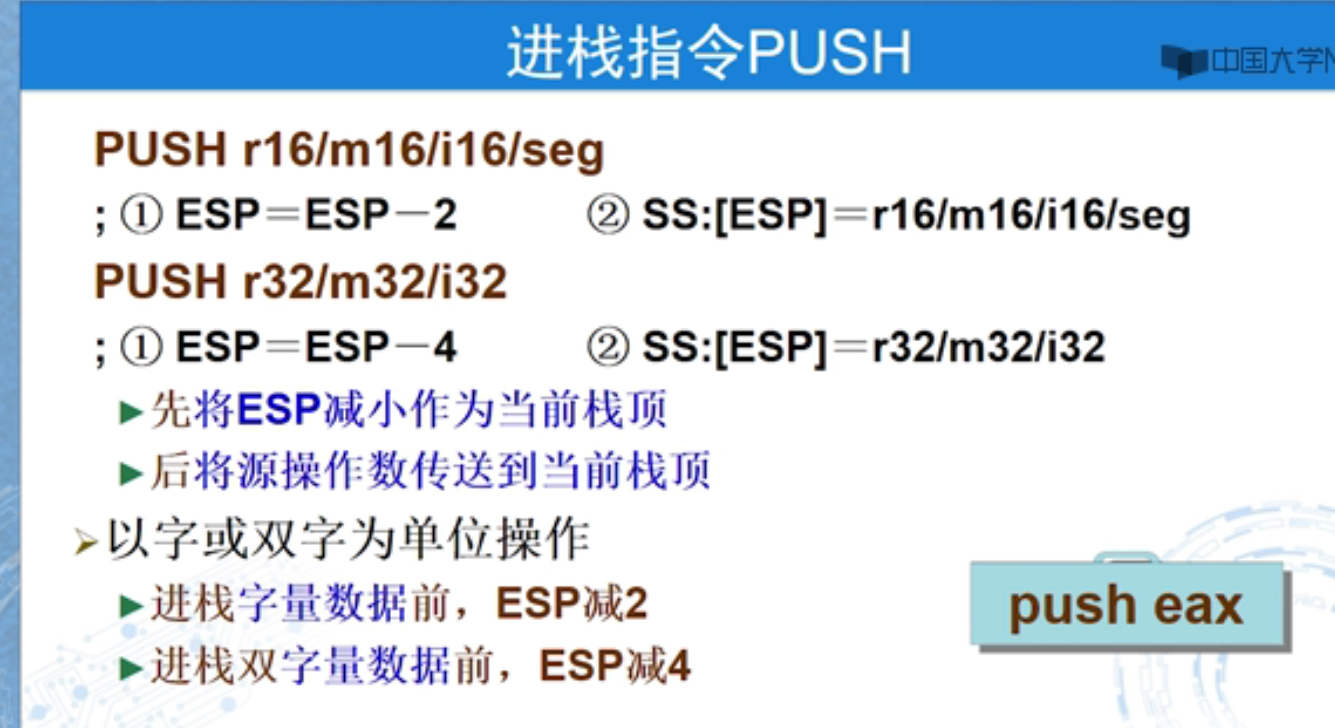 进栈指令PUSH
中国大学M
PUSH r16/m16/i16/seg
; ① ESP=ESP-2 ② SS:[ESP]=r16/m16/i16/seg
PUSH r32/m32/i32
; ① ESP=ESP-4 ② SS:[ESP]=r32/m32/i32
►先将ESP减小作为当前栈顶
►后将源操作数传送到当前栈顶
➢以字或双字为单位操作
►进栈字量数据前，ESP减2
►进栈双字量数据前，ESP减4
push eax